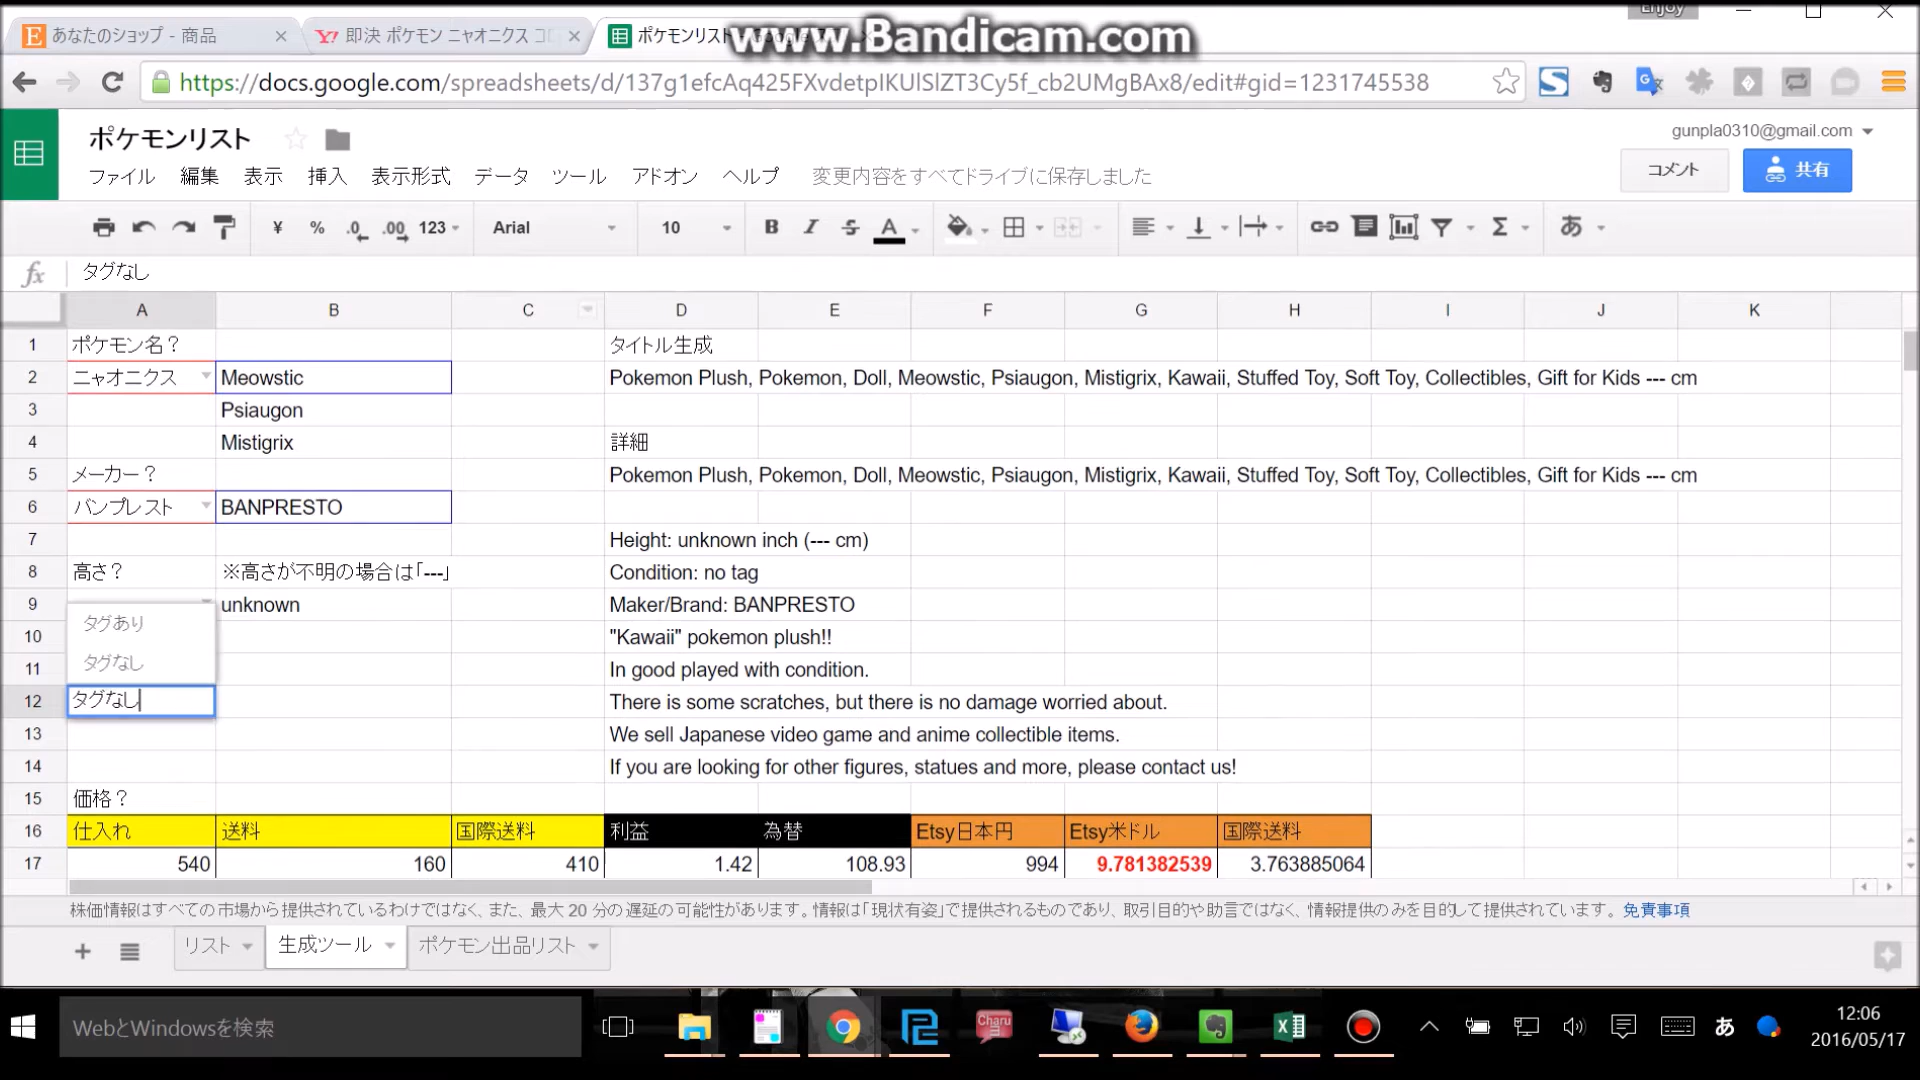 あなたのショップ - 商品
即決 ポケモン ニャオニクス コロ
ポケモンリスト
www.Bandicam.com
Enjoy
https://docs.google.com/spreadsheets/d/137g1efcAq425FXvdetpIKUlSlZT3Cy5f_cb2UMgBAx8/edit#gid=1231745538
ポケモンリスト
gunpla0310@gmail.com
ファイル 編集 表示 挿入 表示形式 データ ツール アドオン ヘルプ 変更内容をすべてドライブに保存しました
コメント 共有
¥ % .0 .00 123 Arial 10 B I S A Σ あ
fx タグなし
A B C D E F G H I J K
1 ポケモン名？ タイトル生成
2 ニャオニクス Meowstic Pokemon Plush, Pokemon, Doll, Meowstic, Psiaugon, Mistigrix, Kawaii, Stuffed Toy, Soft Toy, Collectibles, Gift for Kids --- cm
3 Psiaugon
4 Mistigrix 詳細
5 メーカー？ Pokemon Plush, Pokemon, Doll, Meowstic, Psiaugon, Mistigrix, Kawaii, Stuffed Toy, Soft Toy, Collectibles, Gift for Kids --- cm
6 バンプレスト BANPRESTO
7 Height: unknown inch (--- cm)
8 高さ？ ※高さが不明の場合は「---」 Condition: no tag
9 unknown Maker/Brand: BANPRESTO
タグあり
10 "Kawaii" pokemon plush!!
タグなし
11 In good played with condition.
12 タグなし There is some scratches, but there is no damage worried about.
13 We sell Japanese video game and anime collectible items.
14 If you are looking for other figures, statues and more, please contact us!
15 価格？
16 仕入れ 送料 国際送料 利益 為替 Etsy日本円 Etsy米ドル 国際送料
17 540 160 410 1.42 108.93 994 9.781382539 3.763885064
株価情報はすべての市場から提供されているわけではなく、また、最大 20 分の遅延の可能性があります。情報は「現状有姿」で提供されるものであり、取引目的や助言ではなく、情報提供のみを目的して提供されています。 免責事項
リスト 生成ツール ポケモン出品リスト
WebとWindowsを検索
Charu
あ
12:06
2016/05/17